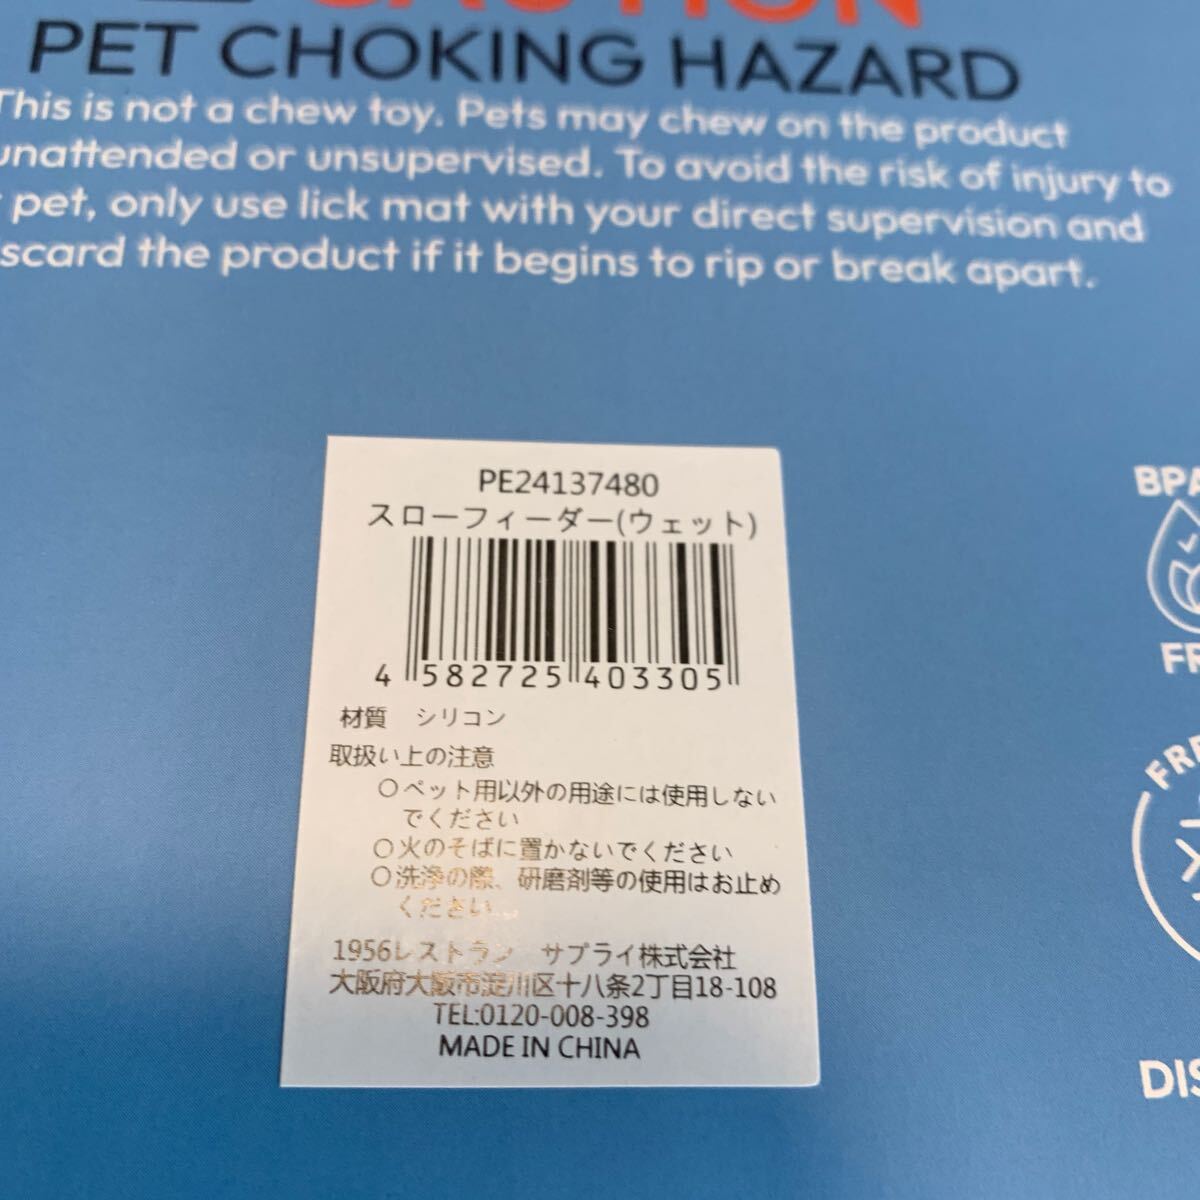 CAUTION
PET CHOKING HAZARD
This is not a chew toy. Pets may chew on the product
unattended or unsupervised. To avoid the risk of injury to
pet, only use lick mat with your direct supervision and
discard the product if it begins to rip or break apart.
PE24137480
スローフィーダー(ウェット)
4 582725 403305
材質 シリコン
取扱い上の注意
○ペット用以外の用途には使用しない
でください
○火のそばに置かないでください
○洗浄の際、研磨剤等の使用はお止め
ください。
1956レストラン サプライ株式会社
大阪府大阪市淀川区十八条2丁目18-108
TEL:0120-008-398
MADE IN CHINA
BPA
FR
FRE
DIS